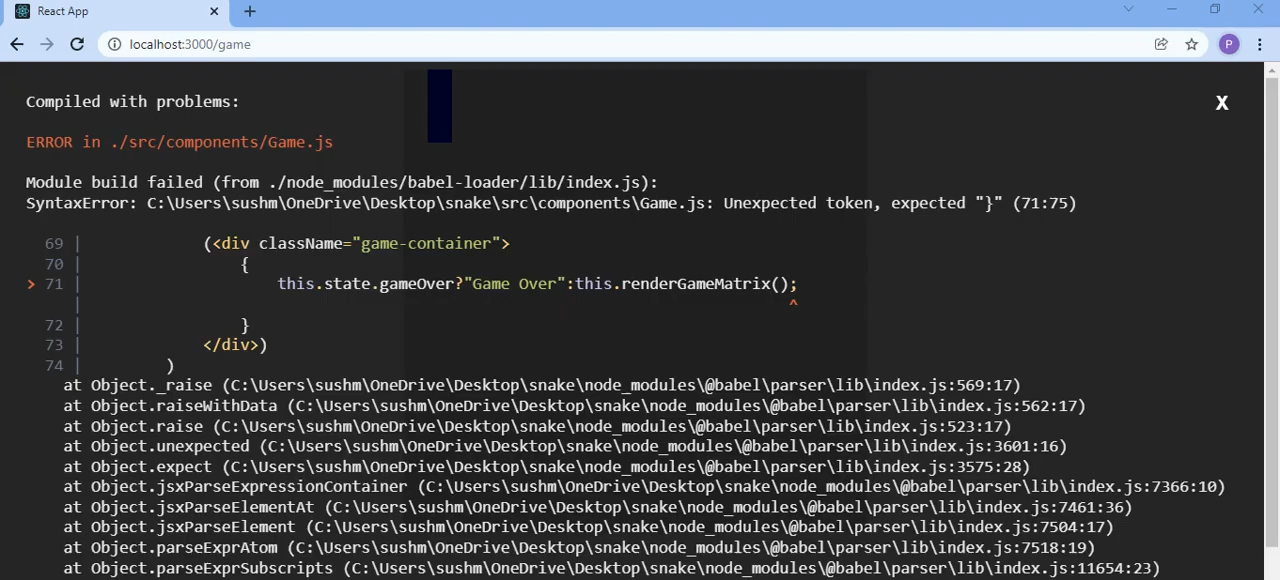 React App
localhost:3000/game
P
Compiled with problems:
X
ERROR in ./src/components/Game.js
Module build failed (from ./node_modules/babel-loader/lib/index.js):
SyntaxError: C:\Users\sushm\OneDrive\Desktop\snake\src\components\Game.js: Unexpected token, expected "}" (71:75)
69 |             (<div className="game-container">
70 |                 {
> 71 |                     this.state.gameOver?"Game Over":this.renderGameMatrix();
|                                                                            ^
72 |                 }
73 |             </div>)
74 |         )
at Object._raise (C:\Users\sushm\OneDrive\Desktop\snake\node_modules\@babel\parser\lib\index.js:569:17)
at Object.raiseWithData (C:\Users\sushm\OneDrive\Desktop\snake\node_modules\@babel\parser\lib\index.js:562:17)
at Object.raise (C:\Users\sushm\OneDrive\Desktop\snake\node_modules\@babel\parser\lib\index.js:523:17)
at Object.unexpected (C:\Users\sushm\OneDrive\Desktop\snake\node_modules\@babel\parser\lib\index.js:3601:16)
at Object.expect (C:\Users\sushm\OneDrive\Desktop\snake\node_modules\@babel\parser\lib\index.js:3575:28)
at Object.jsxParseExpressionContainer (C:\Users\sushm\OneDrive\Desktop\snake\node_modules\@babel\parser\lib\index.js:7366:10)
at Object.jsxParseElementAt (C:\Users\sushm\OneDrive\Desktop\snake\node_modules\@babel\parser\lib\index.js:7461:36)
at Object.jsxParseElement (C:\Users\sushm\OneDrive\Desktop\snake\node_modules\@babel\parser\lib\index.js:7504:17)
at Object.parseExprAtom (C:\Users\sushm\OneDrive\Desktop\snake\node_modules\@babel\parser\lib\index.js:7518:19)
at Object.parseExprSubscripts (C:\Users\sushm\OneDrive\Desktop\snake\node_modules\@babel\parser\lib\index.js:11654:23)